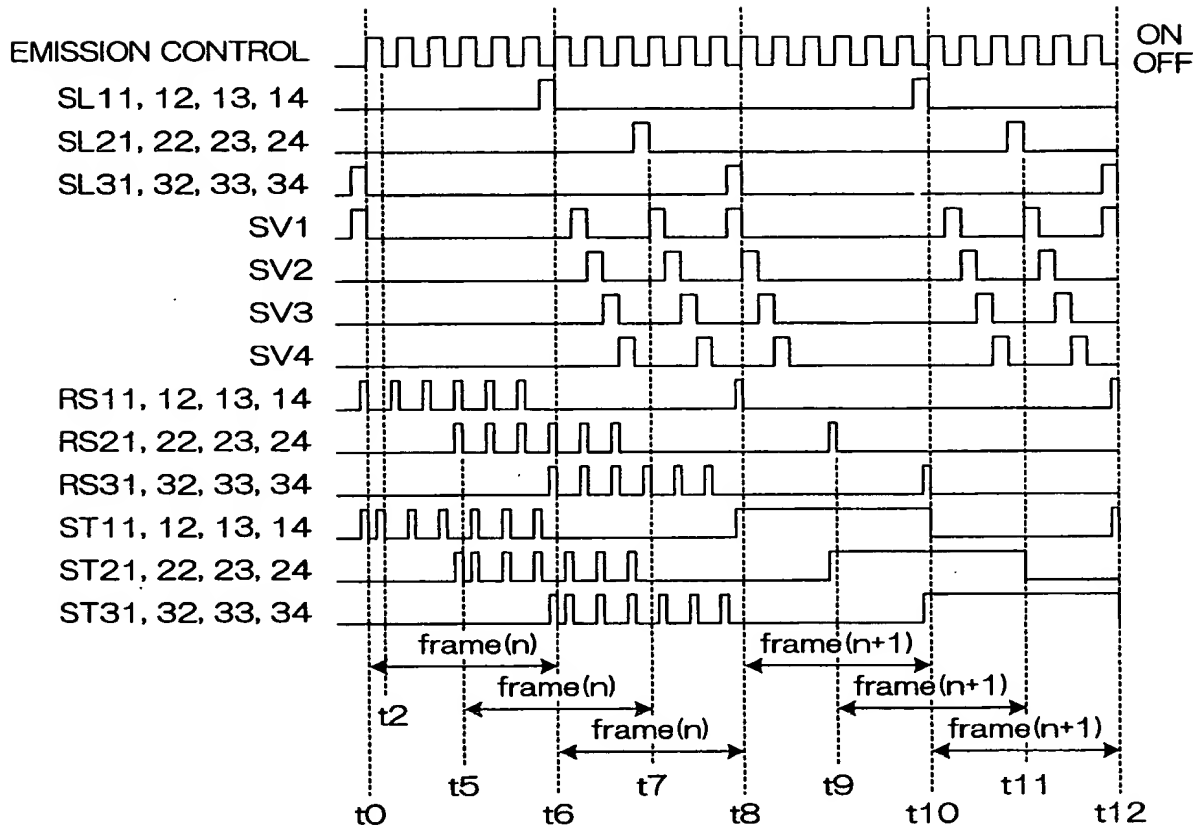 EMISSION CONTROL
ON
OFF
SL11, 12, 13, 14
SL21, 22, 23, 24
SL31, 32, 33, 34
SV1
SV2
SV3
SV4
RS11, 12, 13, 14
RS21, 22, 23, 24
RS31, 32, 33, 34
ST11, 12, 13, 14
ST21, 22, 23, 24
ST31, 32, 33, 34
frame(n)
frame(n+1)
frame(n)
frame(n+1)
t2
frame(n)
frame(n+1)
t5
t7
t9
t11
t0
t6
t8
t10
t12